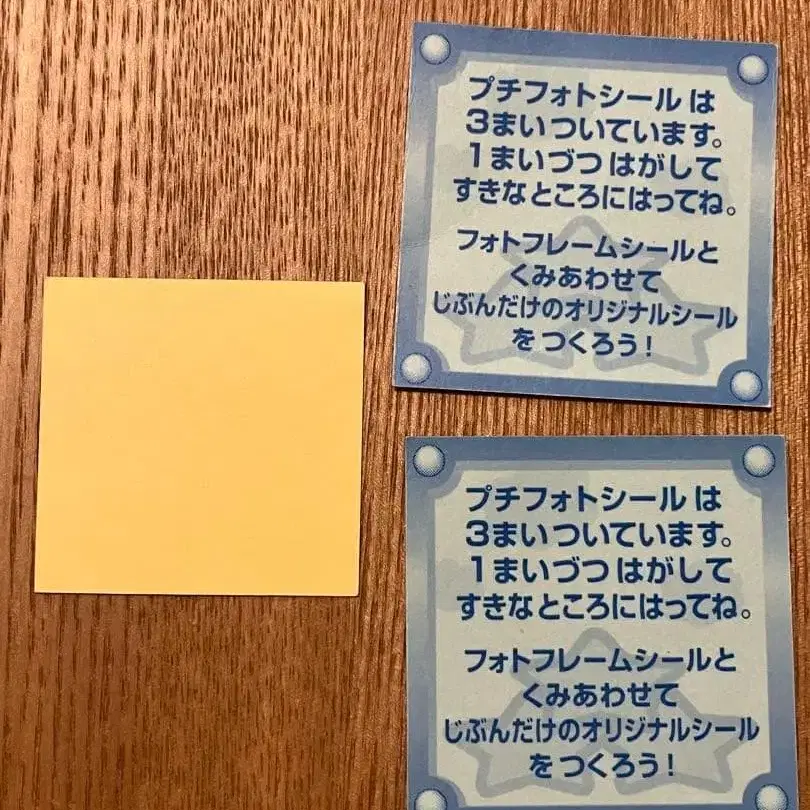 プチフォトシールは
3まいついています。
1まいづつはがして
すきなところにはってね。
フォトフレームシールと
くみあわせて
じぶんだけのオリジナルシール
をつくろう!
プチフォトシールは
3まいついています。
1まいづつはがして
すきなところにはってね。
フォトフレームシールと
くみあわせて
じぶんだけのオリジナルシール
をつくろう!